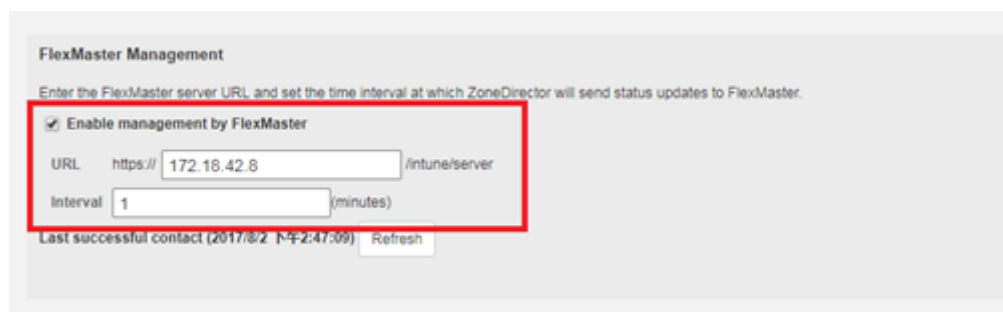 FlexMaster Management
Enter the FlexMaster server URL and set the time interval at which ZoneDirector will send status updates to FlexMaster.
Enable management by FlexMaster
URL https:// 172.18.42.8 /intune/server
Interval 1 (minutes)
Last successful contact (2017/8/2 下午2:47:09) Refresh